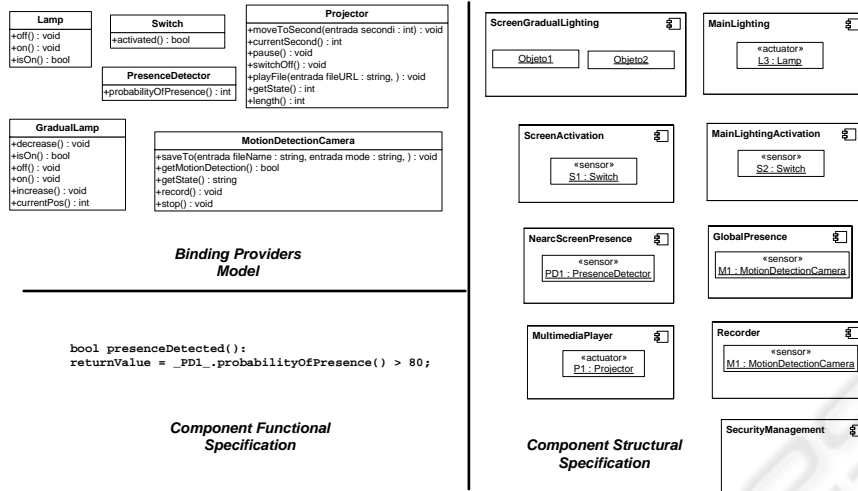 Lamp
+off() : void
+on() : void
+isOn() : bool
Switch
+activated() : bool
PresenceDetector
+probabilityOfPresence() : int
Projector
+moveToSecond(entrada secondi : int) : void
+currentSecond() : int
+pause() : void
+switchOff() : void
+playFile(entrada fileURL : string, ) : void
+getState() : int
+length() : int
GradualLamp
+decrease() : void
+isOn() : bool
+off() : void
+on() : void
+increase() : void
+currentPos() : int
MotionDetectionCamera
+saveTo(entrada fileName : string, entrada mode : string, ) : void
+getMotionDetection() : bool
+getState() : string
+record() : void
+stop() : void
Binding Providers
Model
bool presenceDetected():
returnValue = _PD1_.probabilityOfPresence() > 80;
Component Functional
Specification
ScreenGradualLighting
Objeto1
Objeto2
MainLighting
«actuator»
L3 : Lamp
ScreenActivation
«sensor»
S1 : Switch
MainLightingActivation
«sensor»
S2 : Switch
NearcScreenPresence
«sensor»
PD1 : PresenceDetector
GlobalPresence
«sensor»
M1 : MotionDetectionCamera
MultimediaPlayer
«actuator»
P1 : Projector
Recorder
«sensor»
M1 : MotionDetectionCamera
SecurityManagement
Component Structural
Specification